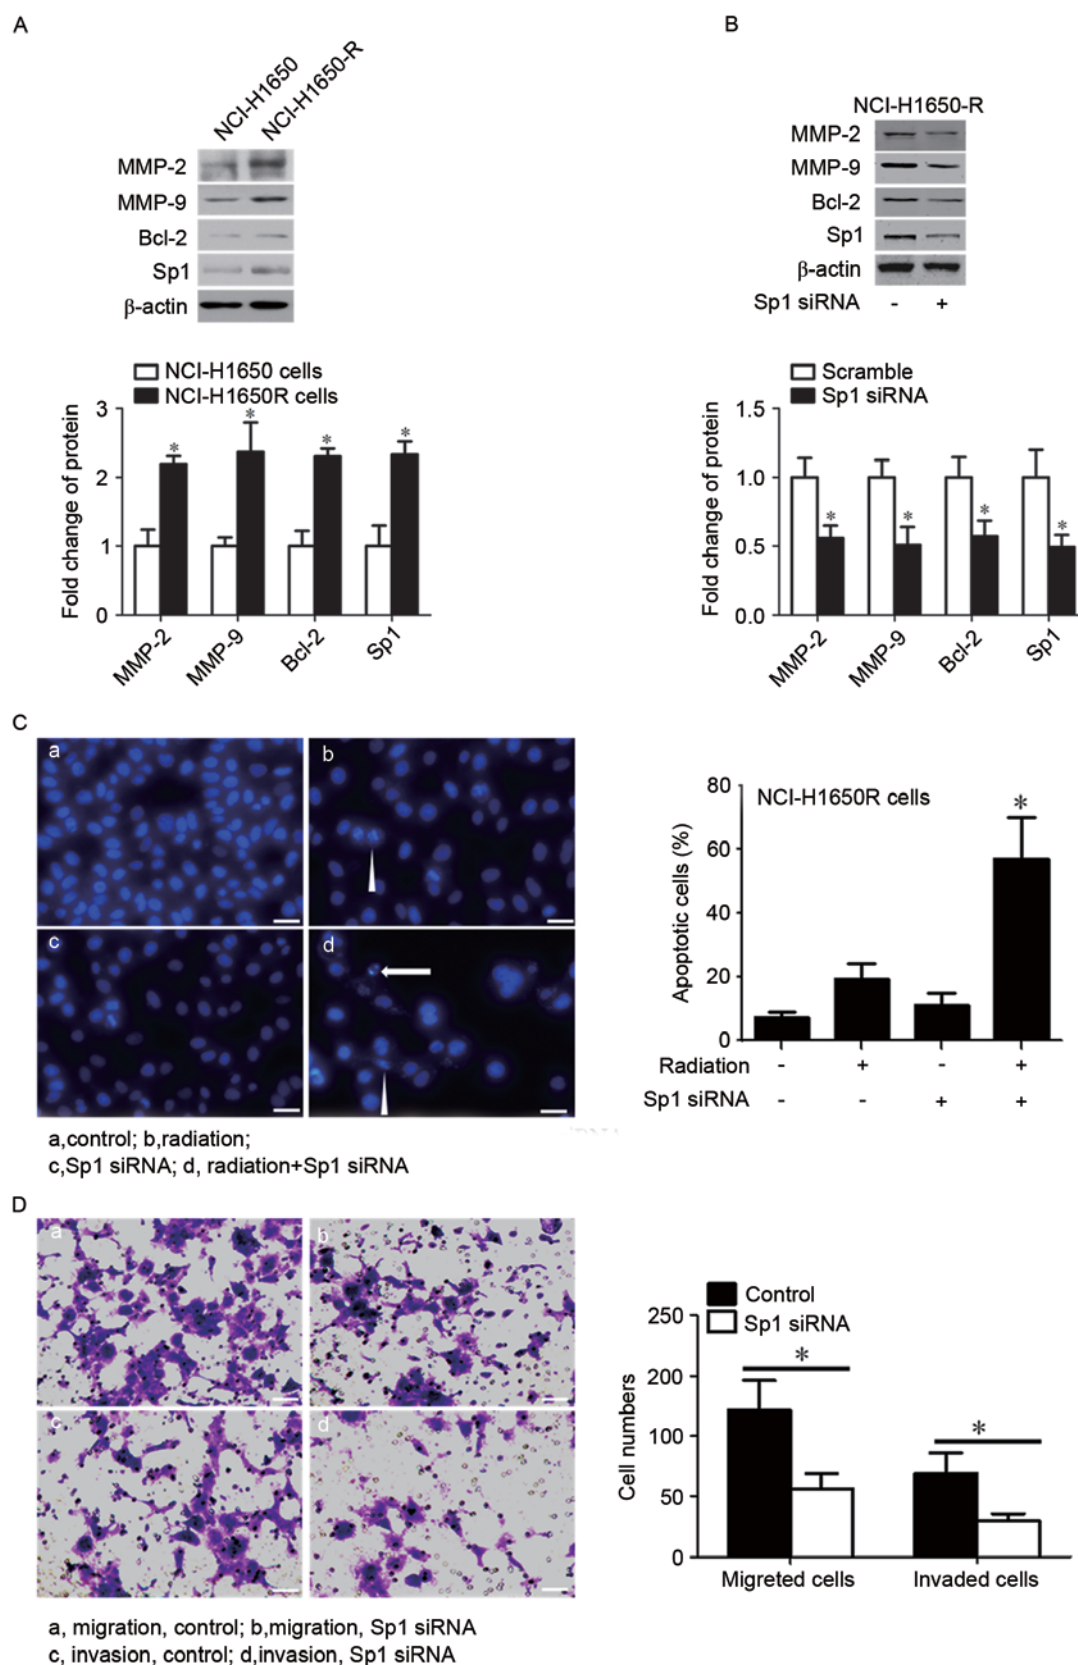 A
NCI-H1650
NCI-H1650-R
MMP-2
MMP-9
Bcl-2
Sp1
β-actin
NCI-H1650 cells
NCI-H1650R cells
Fold change of protein
3
2
1
0
* * * *
MMP-2 MMP-9 Bcl-2 Sp1
B
NCI-H1650-R
MMP-2
MMP-9
Bcl-2
Sp1
β-actin
Sp1 siRNA - +
Scramble
Sp1 siRNA
Fold change of protein
1.5
1.0
0.5
0.0
* * * *
MMP-2 MMP-9 Bcl-2 Sp1
C
a
b
c
d
a,control; b,radiation;
c,Sp1 siRNA; d, radiation+Sp1 siRNA
NCI-H1650R cells
Apoptotic cells (%)
80
60
40
20
0
*
Radiation - + - +
Sp1 siRNA - - + +
D
a
b
c
d
a, migration, control; b,migration, Sp1 siRNA
c, invasion, control; d,invasion, Sp1 siRNA
Control
Sp1 siRNA
Cell numbers
250
200
100
50
0
* *
Migreted cells Invaded cells